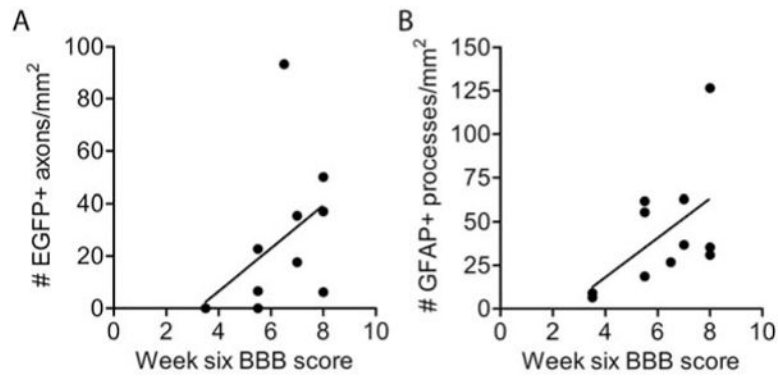 A
# EGFP+ axons/mm²
100
80
60
40
20
0
0 2 4 6 8 10
Week six BBB score
B
# GFAP+ processes/mm²
150
125
100
75
50
25
0
0 2 4 6 8 10
Week six BBB score